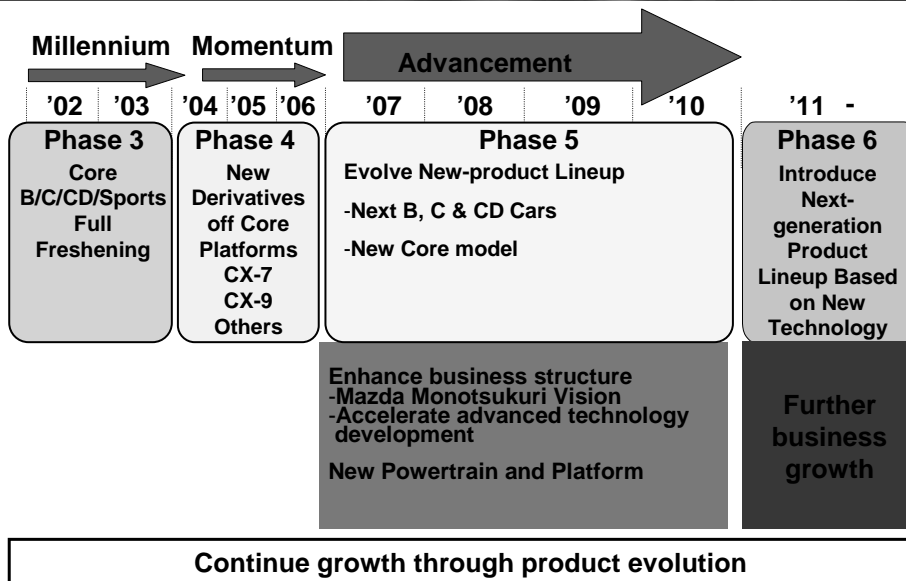 Millennium
Momentum
Advancement
'02
'03
'04
'05
'06
'07
'08
'09
'10
'11 -
Phase 3
Core
B/C/CD/Sports
Full
Freshening
Phase 4
New
Derivatives
off Core
Platforms
CX-7
CX-9
Others
Phase 5
Evolve New-product Lineup
-Next B, C & CD Cars
-New Core model
Phase 6
Introduce
Next-
generation
Product
Lineup Based
on New
Technology
Enhance business structure
-Mazda Monotsukuri Vision
-Accelerate advanced technology
development
New Powertrain and Platform
Further
business
growth
Continue growth through product evolution